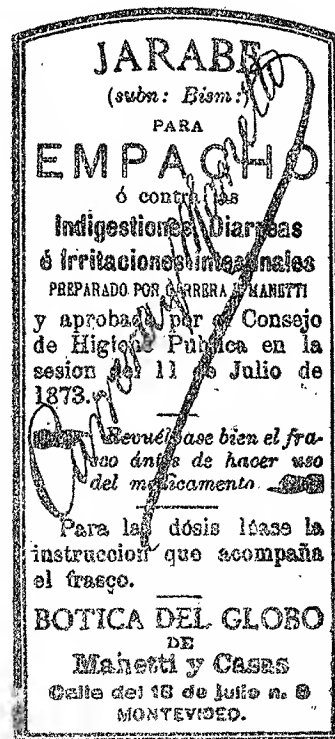 JARABE
(subn: Bism:)
PARA
EMPACHO
ó contra las
Indigestiones, Diarreas
é Irritaciones intestinales
PREPARADO POR CARRERA Y MANETTI
y aprobada por el Consejo
de Higiene Pública en la
sesion del 11 de Julio de
1873.
Revuélvase bien el fra-
sco ántes de hacer uso
del medicamento
Para las dósis léase la
instruccion que acompaña
el frasco.
BOTICA DEL GLOBO
DE
Manetti y Casas
Calle del 18 de Julio n. 8
MONTEVIDEO.